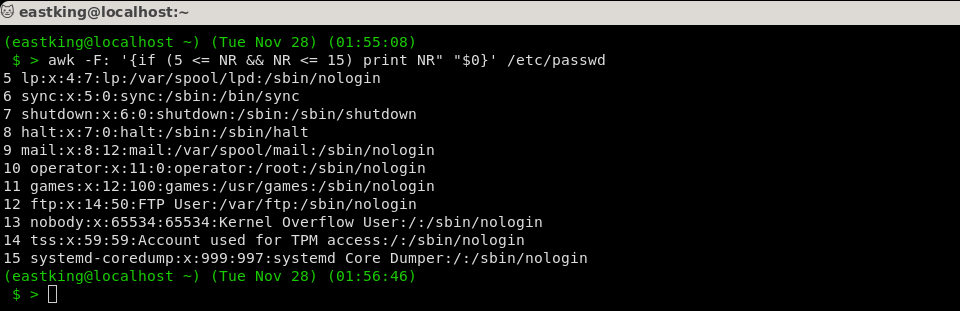 eastking@localhost:~
(eastking@localhost ~) (Tue Nov 28) (01:55:08)
$ > awk -F: '{if (5 <= NR && NR <= 15) print NR" "$0}' /etc/passwd
5 lp:x:4:7:lp:/var/spool/lpd:/sbin/nologin
6 sync:x:5:0:sync:/sbin:/bin/sync
7 shutdown:x:6:0:shutdown:/sbin:/sbin/shutdown
8 halt:x:7:0:halt:/sbin:/sbin/halt
9 mail:x:8:12:mail:/var/spool/mail:/sbin/nologin
10 operator:x:11:0:operator:/root:/sbin/nologin
11 games:x:12:100:games:/usr/games:/sbin/nologin
12 ftp:x:14:50:FTP User:/var/ftp:/sbin/nologin
13 nobody:x:65534:65534:Kernel Overflow User:/:/sbin/nologin
14 tss:x:59:59:Account used for TPM access:/:/sbin/nologin
15 systemd-coredump:x:999:997:systemd Core Dumper:/:/sbin/nologin
(eastking@localhost ~) (Tue Nov 28) (01:56:46)
$ >